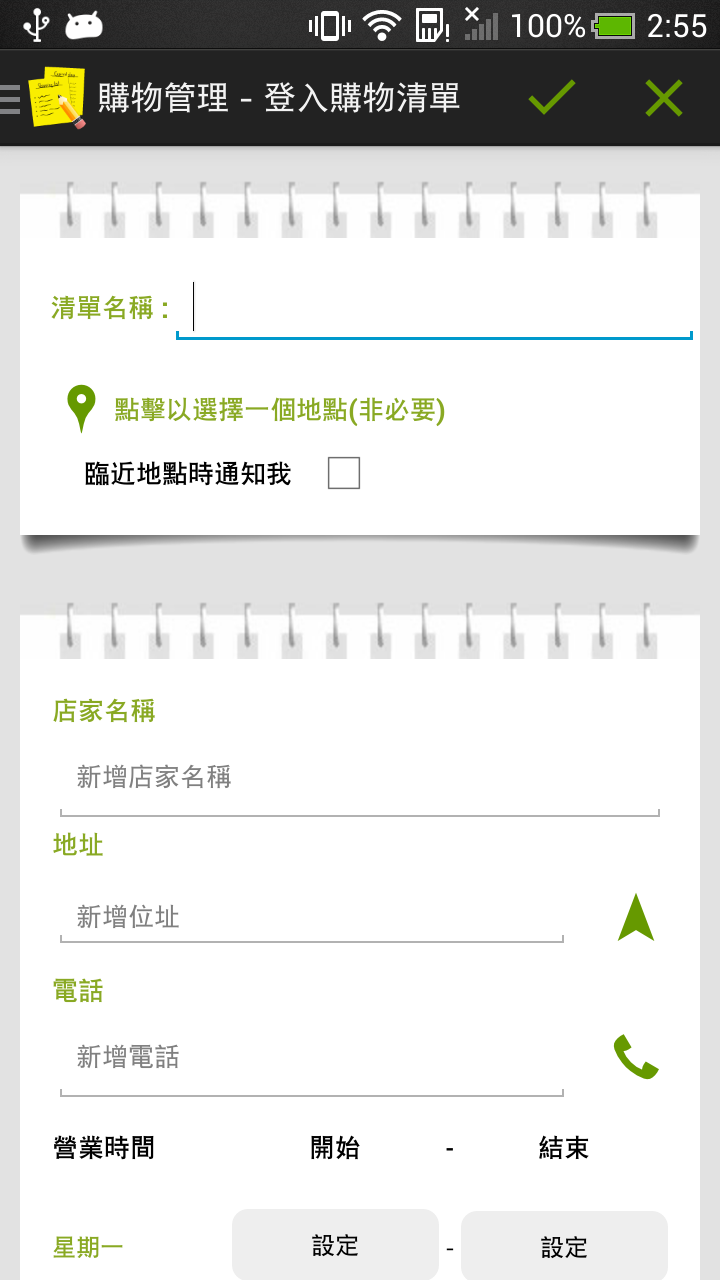 100% 2:55
購物管理 - 登入購物清單
清單名稱 :
點擊以選擇一個地點(非必要)
臨近地點時通知我
店家名稱
新增店家名稱
地址
新增位址
電話
新增電話
營業時間 開始 - 結束
星期一 設定 - 設定